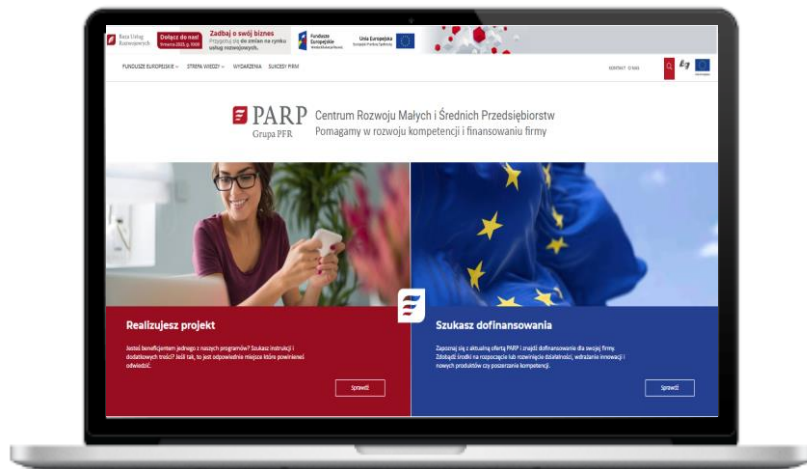 Baza Usług
Rozwojowych
Dołącz do nas!
Zadbaj o swój biznes
Przygotuj się do zmian na rynku
usług rozwojowych.
Fundusze
Europejskie
Unia Europejska
FUNDUSZE EUROPEJSKIE
STREFA WIEDZY
WYDARZENIA
SUKCESY FIRM
KONTAKT
O NAS
PARP
Grupa PFR
Centrum Rozwoju Małych i Średnich Przedsiębiorstw
Pomagamy w rozwoju kompetencji i finansowaniu firmy
Realizujesz projekt
Jesteś beneficjentem jednego z naszych programów? Szukasz instrukcji i
dodatkowych treści? Jeśli tak, to jest odpowiednie miejsce które powinieneś
odwiedzić.
Sprawdź
Szukasz dofinansowania
Zapoznaj się z aktualną ofertą PARP i znajdź dofinansowanie dla swojej firmy.
Zdobądź środki na rozpoczęcie lub rozwinięcie działalności, wdrażanie innowacji i
nowych produktów czy poszerzanie kompetencji.
Sprawdź